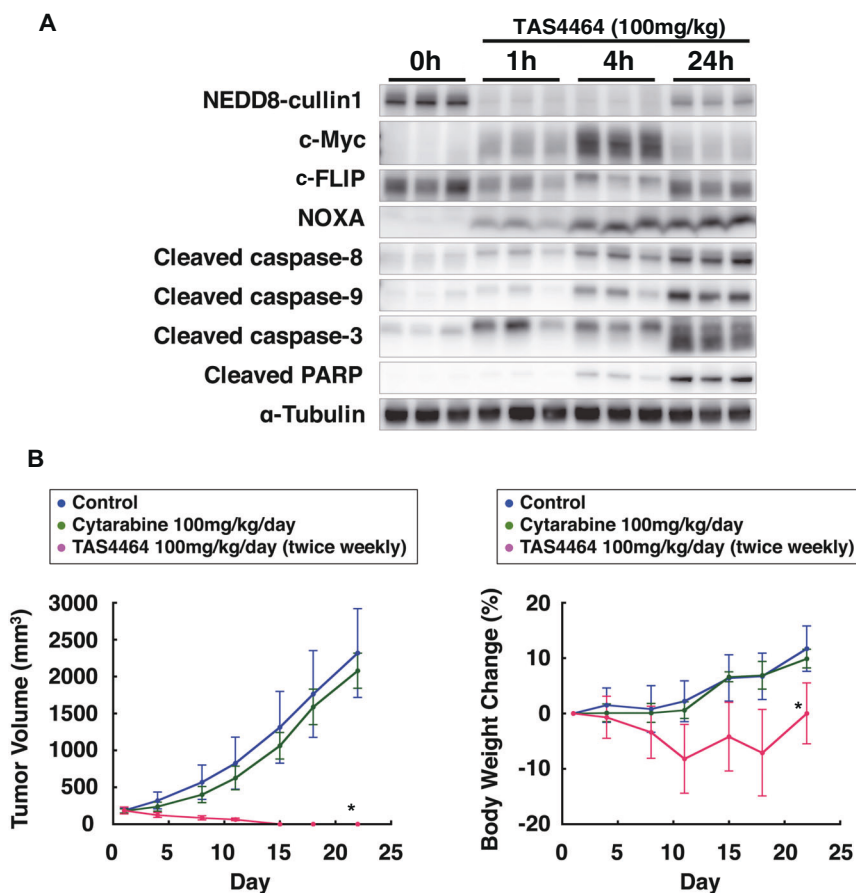 A
TAS4464 (100mg/kg)
0h 1h 4h 24h
NEDD8-cullin1
c-Myc
c-FLIP
NOXA
Cleaved caspase-8
Cleaved caspase-9
Cleaved caspase-3
Cleaved PARP
α-Tubulin
B
Control
Cytarabine 100mg/kg/day
TAS4464 100mg/kg/day (twice weekly)
Tumor Volume (mm³)
3000
2500
2000
1500
1000
500
0
*
0 5 10 15 20 25
Day
Control
Cytarabine 100mg/kg/day
TAS4464 100mg/kg/day (twice weekly)
Body Weight Change (%)
20
10
0
-10
-20
*
0 5 10 15 20 25
Day